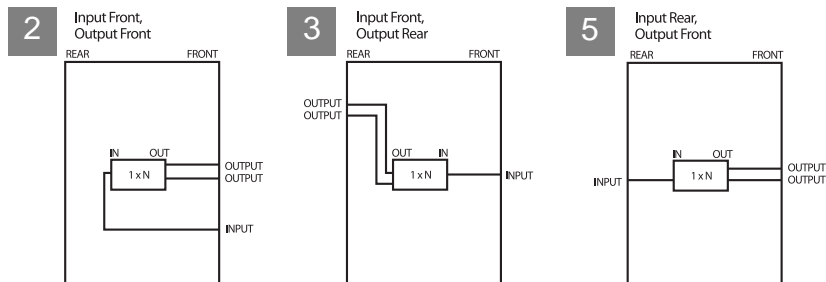 2
Input Front,
Output Front
REAR FRONT
IN OUT
1 x N
OUTPUT
OUTPUT
INPUT
3
Input Front,
Output Rear
REAR FRONT
OUTPUT
OUTPUT
OUT IN
1 x N
INPUT
5
Input Rear,
Output Front
REAR FRONT
IN OUT
INPUT
1 x N
OUTPUT
OUTPUT